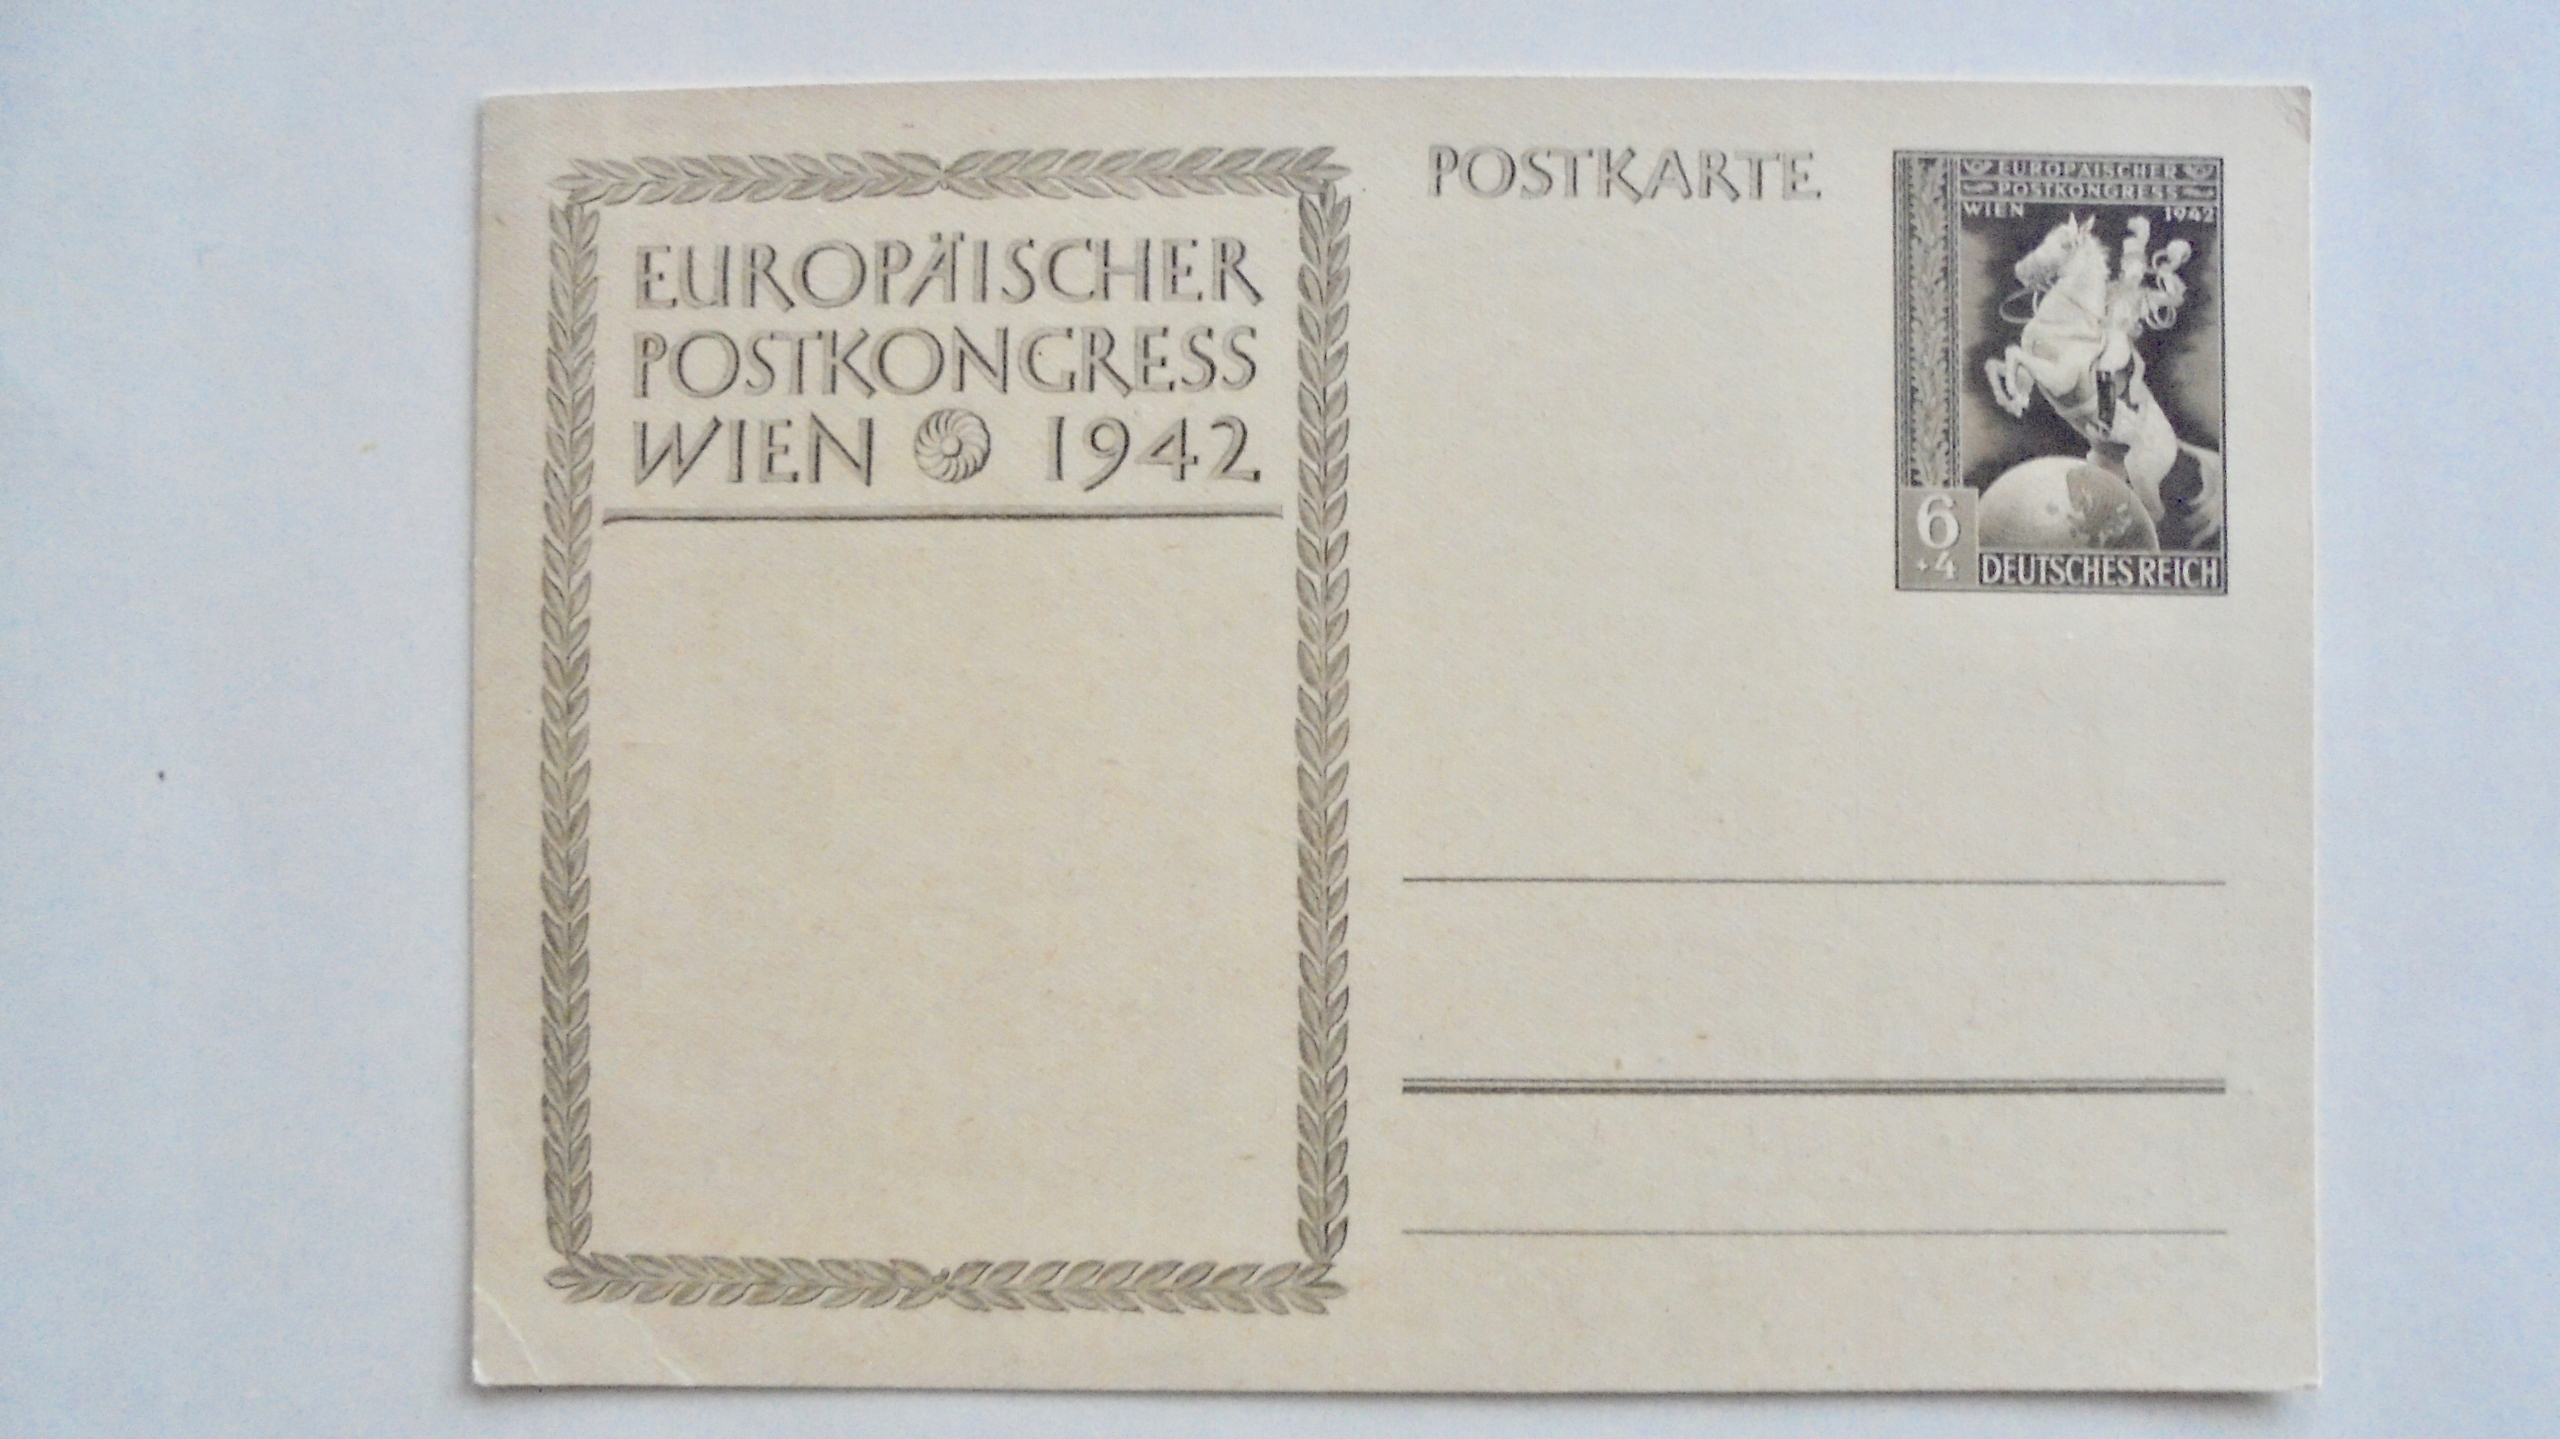 EUROPÄISCHER
POSTKONGRESS
WIEN 1942
POSTKARTE
EUROPÄISCHER
POSTKONGRESS
WIEN 1942
6
+4
DEUTSCHES REICH